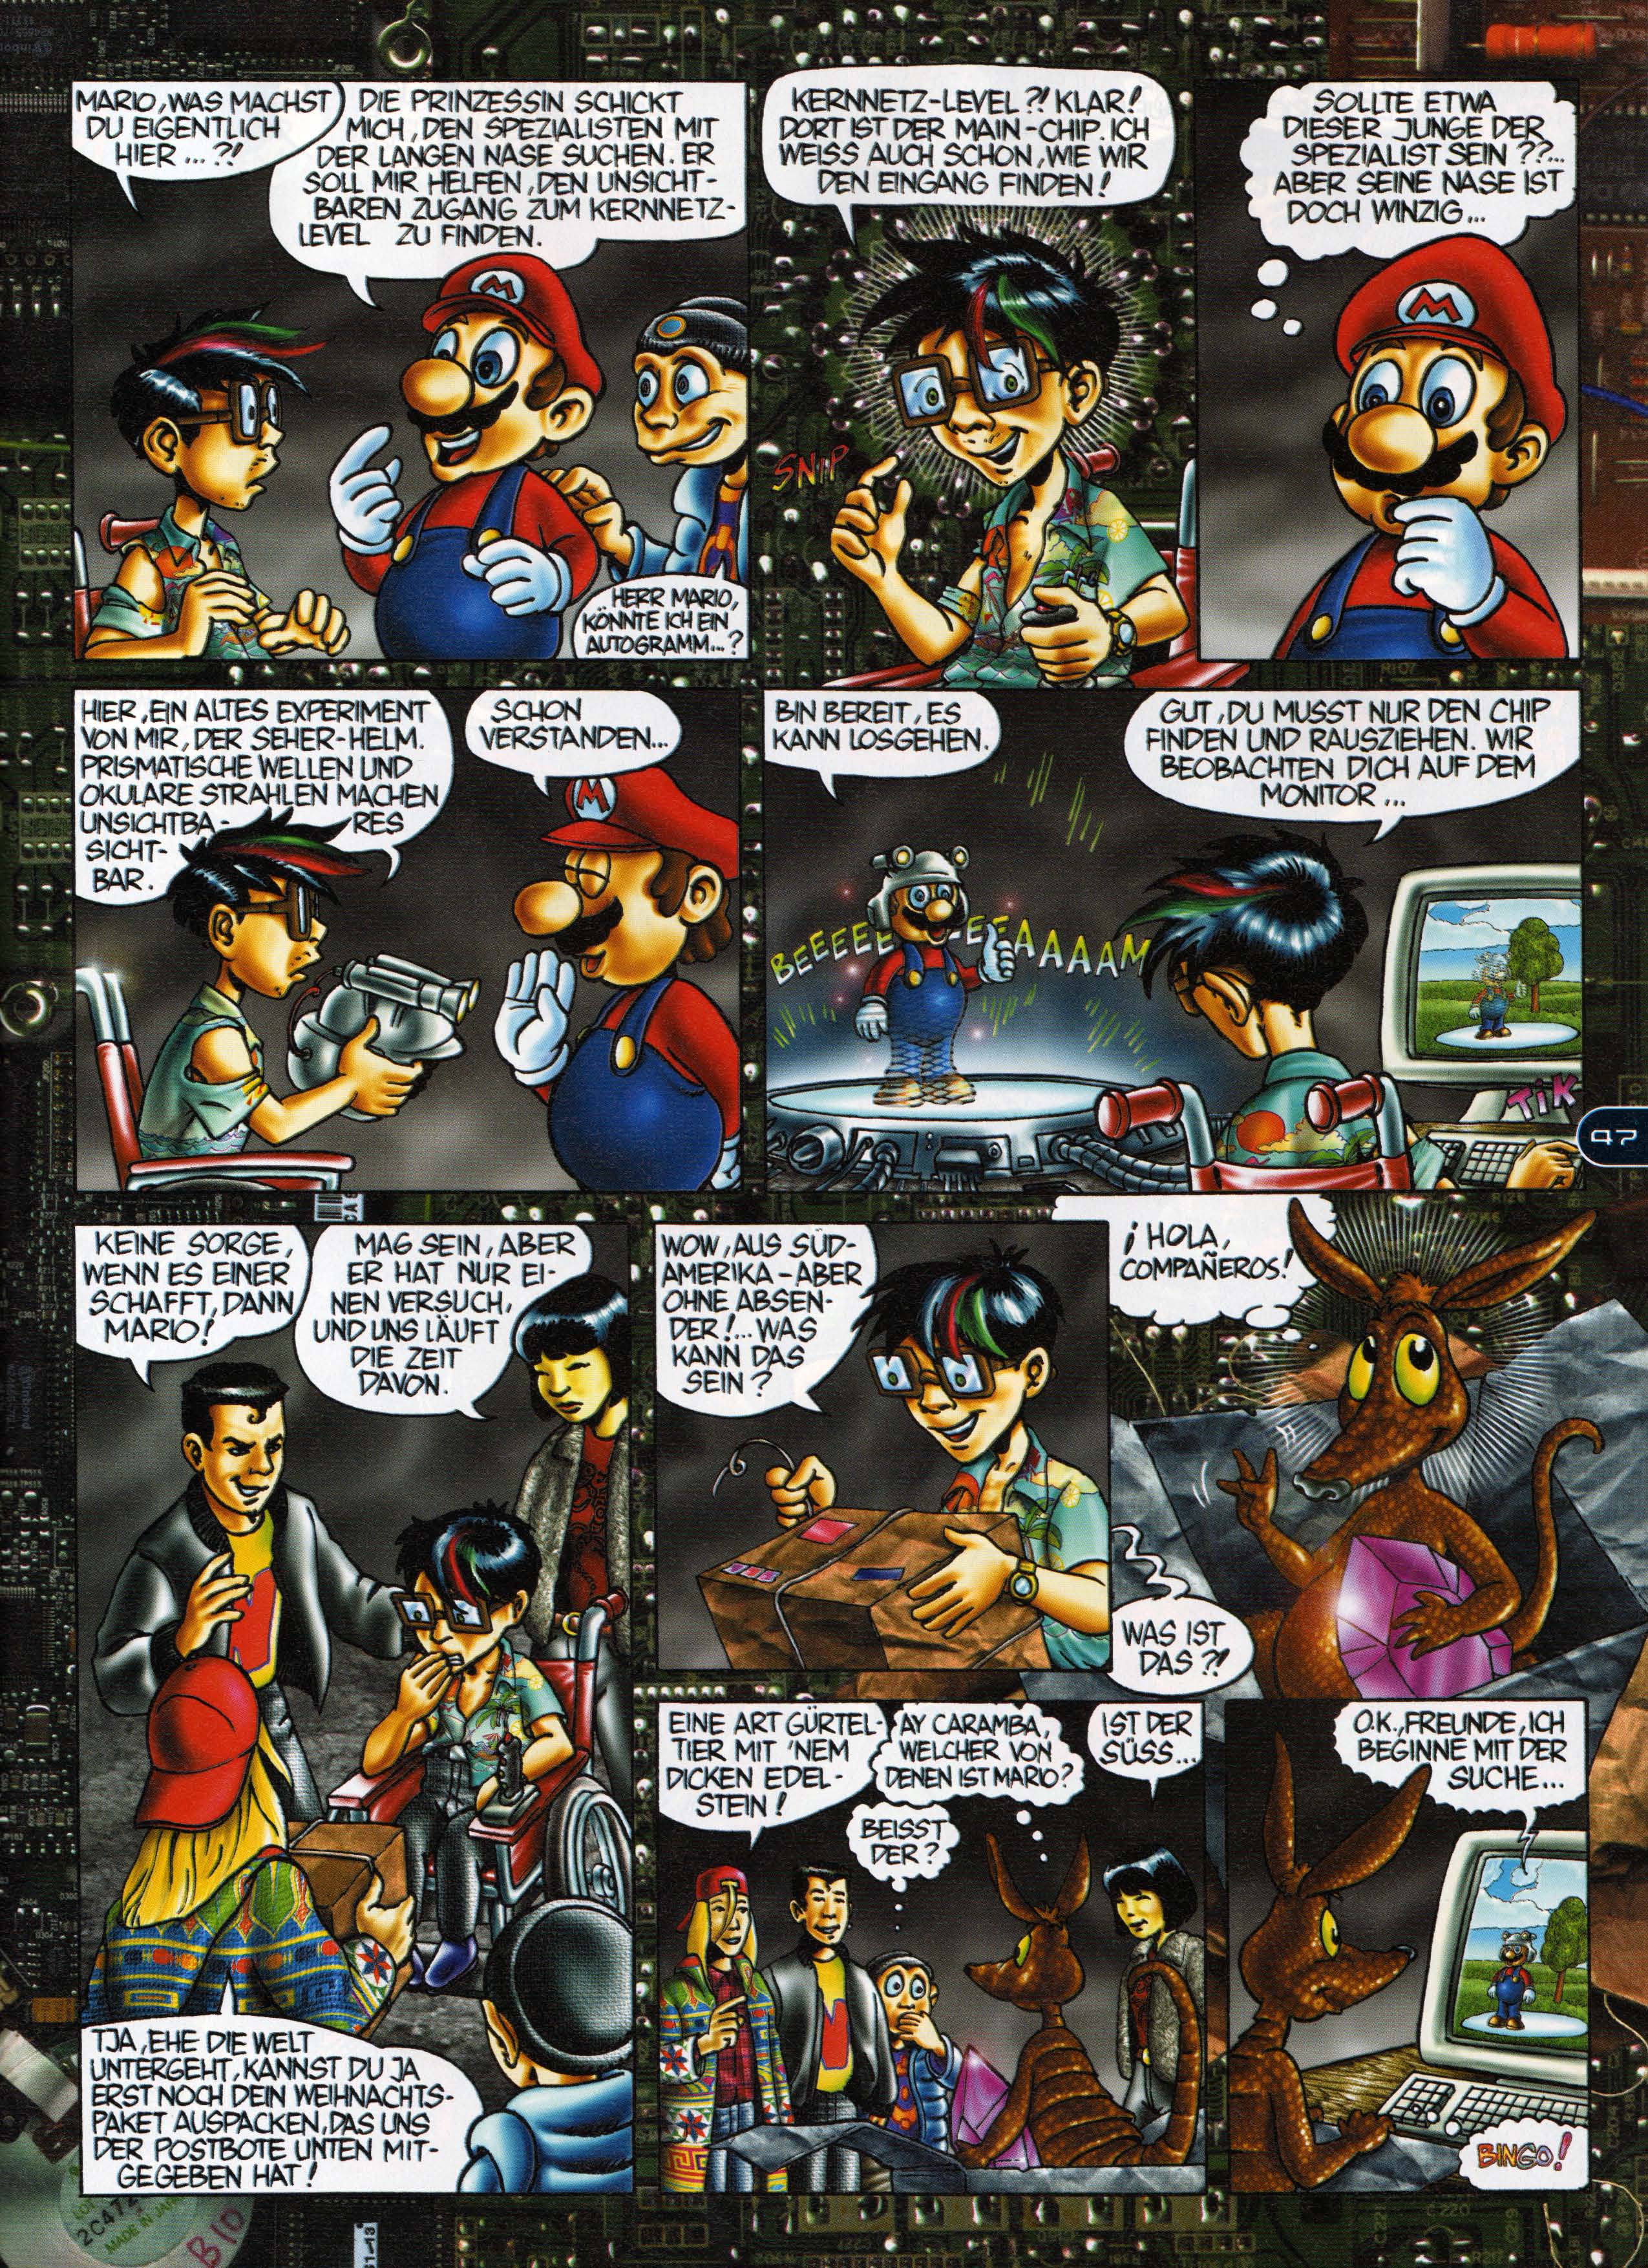 MARIO, WAS MACHST
DU EIGENTLICH
HIER ...?!
DIE PRINZESSIN SCHICKT
MICH, DEN SPEZIALISTEN MIT
DER LANGEN NASE SUCHEN. ER
SOLL MIR HELFEN, DEN UNSICHT-
BAREN ZUGANG ZUM KERNNETZ-
LEVEL ZU FINDEN.
M
HERR MARIO,
KÖNNTE ICH EIN
AUTOGRAMM...?
KERNNETZ-LEVEL?! KLAR!
DORT IST DER MAIN-CHIP. ICH
WEISS AUCH SCHON, WIE WIR
DEN EINGANG FINDEN!
SNIP
SOLLTE ETWA
DIESER JUNGE DER
SPEZIALIST SEIN ??...
ABER SEINE NASE IST
DOCH WINZIG...
M
HIER, EIN ALTES EXPERIMENT
VON MIR, DER SEHER-HELM.
PRISMATISCHE WELLEN UND
OKULARE STRAHLEN MACHEN
UNSICHTBA- RES
SICHT-
BAR.
SCHON
VERSTANDEN...
M
BIN BEREIT, ES
KANN LOSGEHEN.
GUT, DU MUSST NUR DEN CHIP
FINDEN UND RAUSZIEHEN. WIR
BEOBACHTEN DICH AUF DEM
MONITOR ...
BEEEEE EEEAAAAAM
TIK
97
KEINE SORGE,
WENN ES EINER
SCHAFFT, DANN
MARIO!
MAG SEIN, ABER
ER HAT NUR EI-
NEN VERSUCH,
UND UNS LÄUFT
DIE ZEIT
DAVON.
TJA, EHE DIE WELT
UNTERGEHT, KANNST DU JA
ERST NOCH DEIN WEIHNACHTS-
PAKET AUSPACKEN, DAS UNS
DER POSTBOTE UNTEN MIT-
GEGEBEN HAT!
WOW, AUS SÜD-
AMERIKA - ABER
OHNE ABSEN-
DER!... WAS
KANN DAS
SEIN?
¡HOLA,
COMPAÑEROS!
WAS IST
DAS?!
EINE ART GÜRTEL-
TIER MIT 'NEM
DICKEN EDEL-
STEIN!
AY CARAMBA,
WELCHER VON
DENEN IST MARIO?
IST DER
SÜSS...
BEISST
DER?
O.K., FREUNDE, ICH
BEGINNE MIT DER
SUCHE...
BINGO!
MADE IN JAPAN
B10